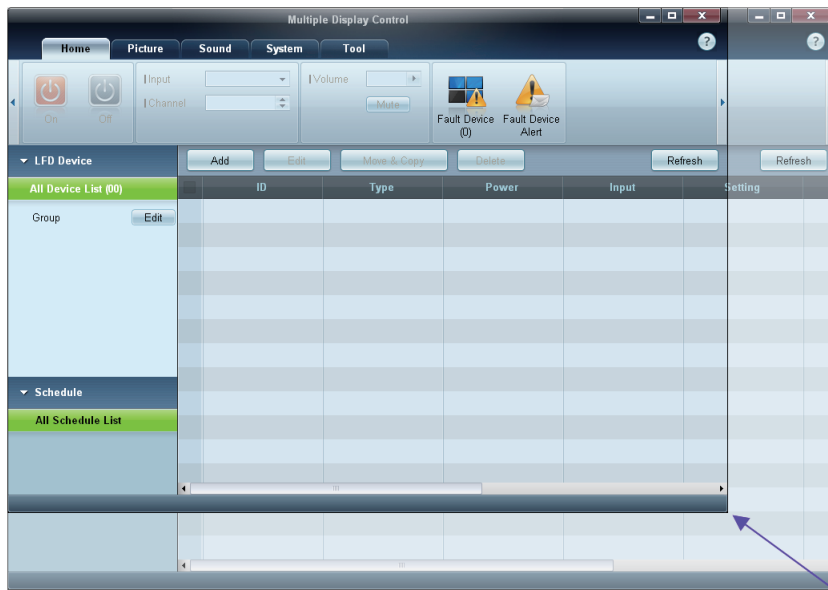 Multiple Display Control
Home Picture Sound System Tool ? ?
Input Volume
Channel Mute
On Off Fault Device (0) Fault Device Alert
LFD Device Add Edit Move & Copy Delete Refresh Refresh
All Device List (00) ID Type Power Input Setting
Group Edit
Schedule
All Schedule List